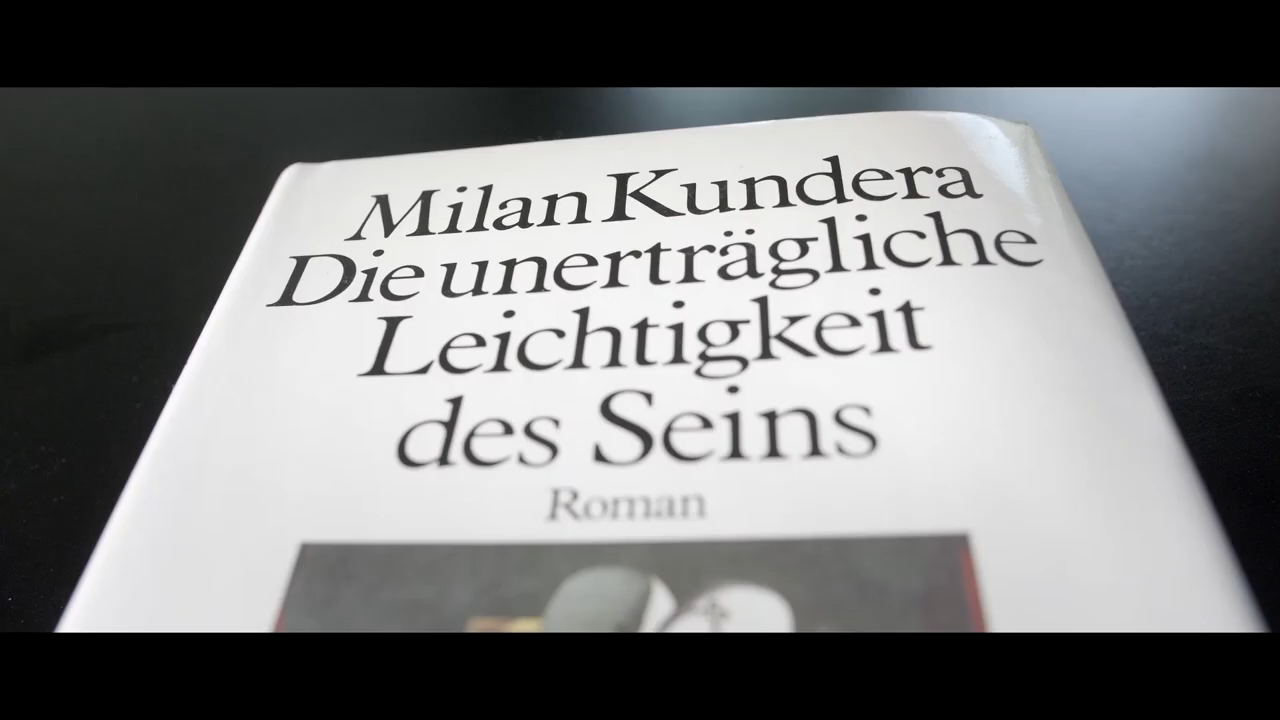 Milan Kundera
Die unerträgliche
Leichtigkeit
des Seins
Roman